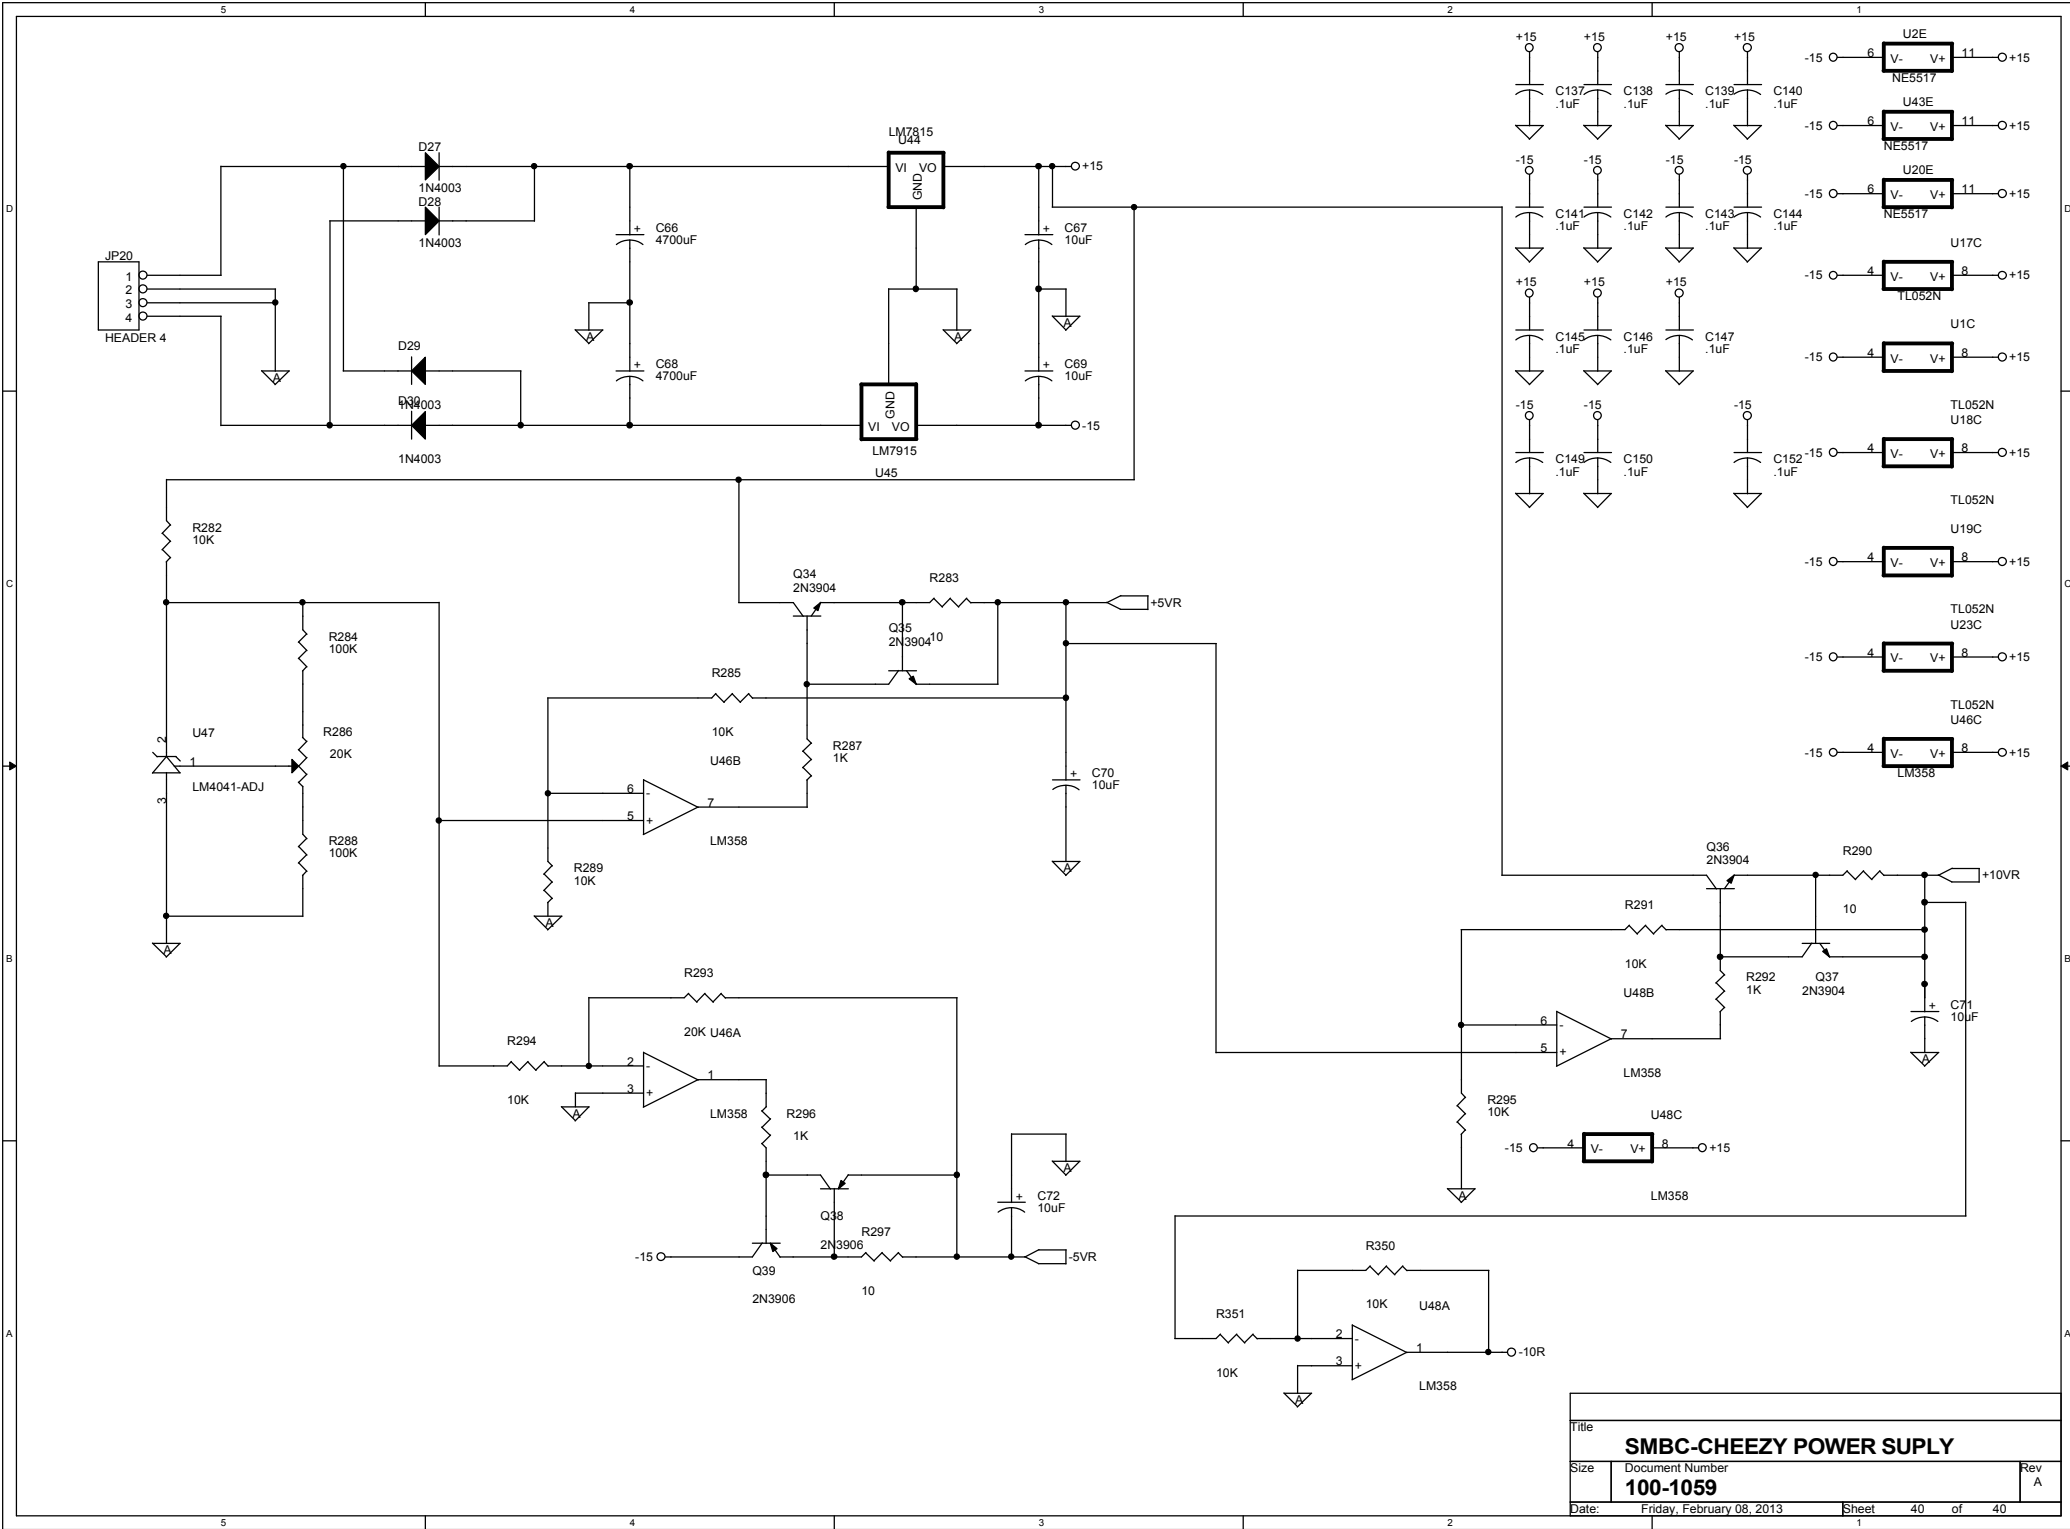 5 4 3 2 1
D
C
B
A
D
C
B
A
JP20
1
2
3
4
HEADER 4
A
D27
1N4003
D28
1N4003
D29
1N4003
D30
1N4003
C66
4700uF
+
C68
4700uF
+
A
LM7815
U44
VI VO
GND
A
GND
VI VO
LM7915
U45
C67
10uF
+
C69
10uF
+
A
+15
-15
+15 +15 +15 +15
C137 .1uF
C138 .1uF
C139 .1uF
C140 .1uF
-15 -15 -15 -15
C141 .1uF
C142 .1uF
C143 .1uF
C144 .1uF
+15 +15 +15
C145 .1uF
C146 .1uF
C147 .1uF
-15 -15 -15
C149 .1uF
C150 .1uF
C152 .1uF
U2E
-15 6 V- V+ 11 +15
NE5517
U43E
-15 6 V- V+ 11 +15
NE5517
U20E
-15 6 V- V+ 11 +15
NE5517
U17C
-15 4 V- V+ 8 +15
TL052N
U1C
-15 4 V- V+ 8 +15
TL052N
U18C
-15 4 V- V+ 8 +15
TL052N
U19C
-15 4 V- V+ 8 +15
TL052N
U23C
-15 4 V- V+ 8 +15
TL052N
U46C
-15 4 V- V+ 8 +15
LM358
R282
10K
R284
100K
U47
2
1
3
LM4041-ADJ
R286
20K
R288
100K
A
Q34
2N3904
R283
10
Q35
2N3904
+5VR
R285
10K
U46B
6 -
5 +
7
LM358
R287
1K
R289
10K
A
C70
10uF
+
A
R293
20K
U46A
R294
10K
2 -
3 +
1
A
LM358
R296
1K
Q38
2N3906
R297
10
-15
Q39
2N3906
C72
10uF
+
A
-5VR
Q36
2N3904
R290
10
+10VR
R291
10K
U48B
6 -
5 +
7
LM358
R292
1K
Q37
2N3904
C71
10uF
+
A
R295
10K
A
U48C
-15 4 V- V+ 8 +15
LM358
R350
10K
U48A
R351
10K
2 -
3 +
1
A
-10R
LM358
Title
SMBC-CHEEZY POWER SUPLY
Size Document Number Rev
100-1059 A
Date: Friday, February 08, 2013 Sheet 40 of 40
5 4 3 2 1